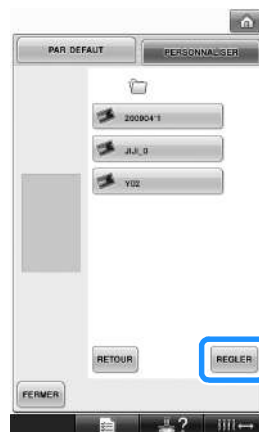 PAR DEFAUT PERSONNALISER
200904~1
JIJI_0
Y02
RETOUR REGLER
FERMER
?